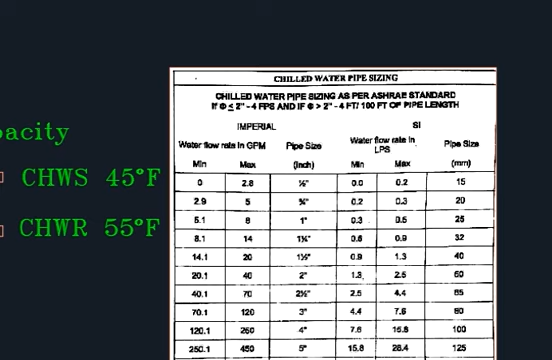 CHILLED WATER PIPE SIZING
CHILLED WATER PIPE SIZING AS PER ASHRAE STANDARD
If Φ ≤ 2" - 4 FPS AND IF Φ > 2" - 4 FT/ 100 FT OF PIPE LENGTH
IMPERIAL SI
Water flow rate in GPM Pipe Size Water flow rate in LPS Pipe Size
Min Max (inch) Min Max (mm)
0 2.8 ½" 0.0 0.2 15
2.9 5 ¾" 0.2 0.3 20
5.1 8 1" 0.3 0.5 25
8.1 14 1¼" 0.6 0.9 32
14.1 20 1½" 0.9 1.3 40
20.1 40 2" 1.3 2.5 50
40.1 70 2½" 2.5 4.4 65
70.1 120 3" 4.4 7.6 80
120.1 250 4" 7.6 15.8 100
250.1 450 5" 15.8 28.4 125
pacity
CHWS 45°F
CHWR 55°F